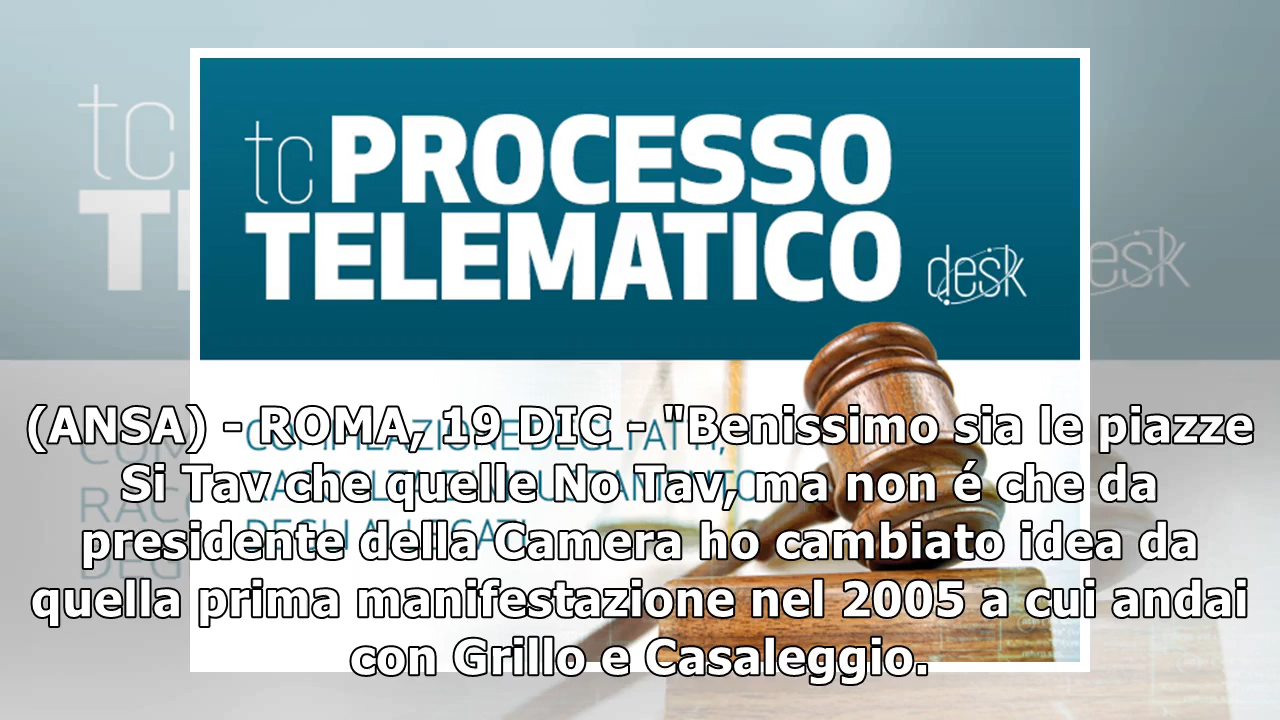 tc PROCESSO
TELEMATICO desk
(ANSA) - ROMA, 19 DIC - "Benissimo sia le piazze
Si Tav che quelle No Tav, ma non é che da
presidente della Camera ho cambiato idea da
quella prima manifestazione nel 2005 a cui andai
con Grillo e Casaleggio.